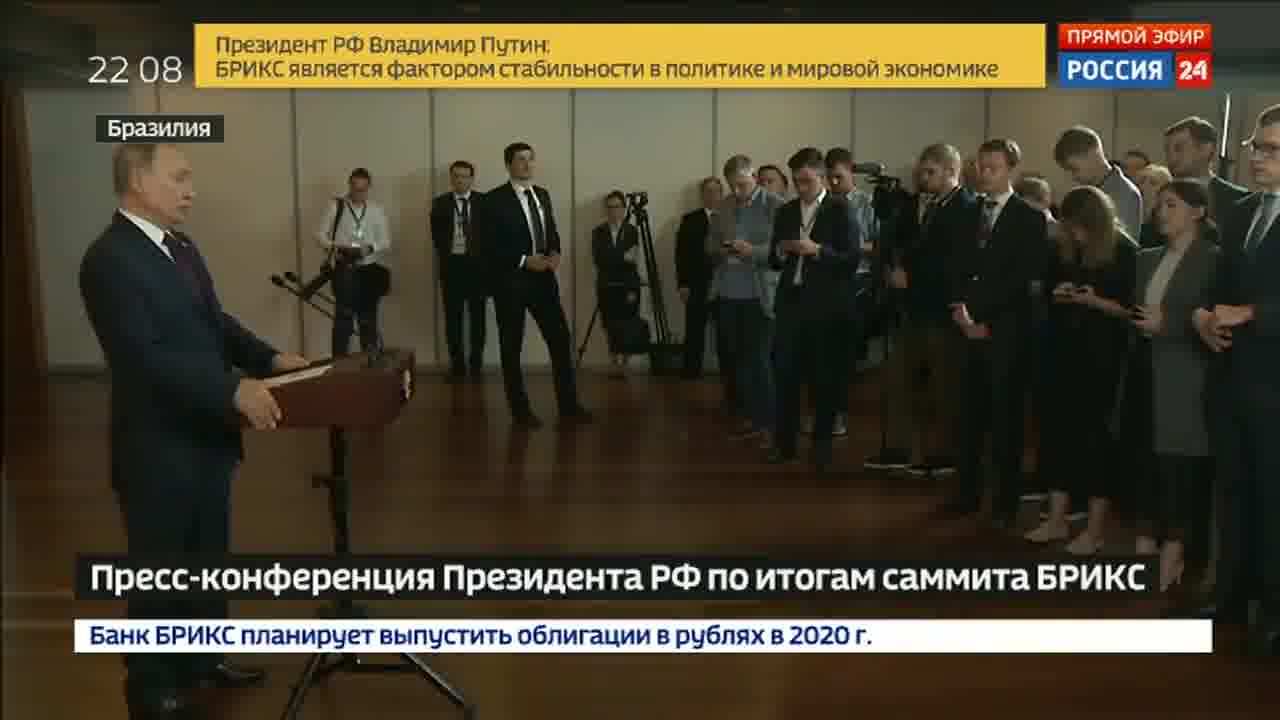 22 08
Президент РФ Владимир Путин:
БРИКС является фактором стабильности в политике и мировой экономике
ПРЯМОЙ ЭФИР
РОССИЯ 24
Бразилия
Пресс-конференция Президента РФ по итогам саммита БРИКС
Банк БРИКС планирует выпустить облигации в рублях в 2020 г.